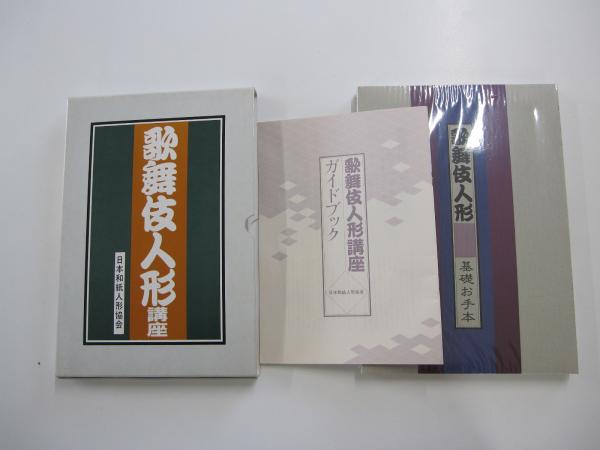 歌舞伎人形講座
日本和紙人形協会
歌舞伎人形講座
ガイドブック
日本和紙人形協会
歌舞伎人形
基礎お手本